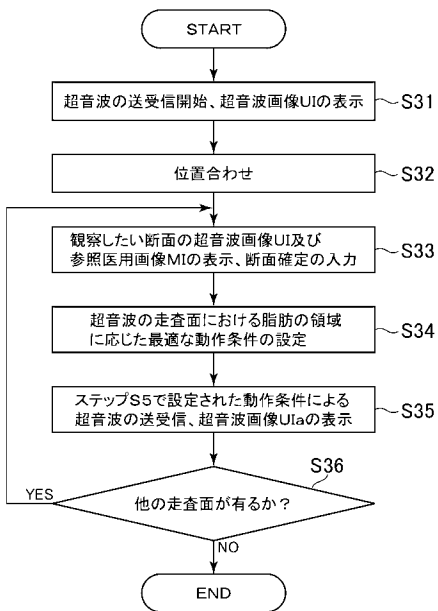 START
超音波の送受信開始、超音波画像UIの表示
S31
位置合わせ
S32
観察したい断面の超音波画像UI及び
参照医用画像MIの表示、断面確定の入力
S33
超音波の走査面における脂肪の領域
に応じた最適な動作条件の設定
S34
ステップS5で設定された動作条件による
超音波の送受信、超音波画像UIaの表示
S35
S36
YES
他の走査面が有るか？
NO
END